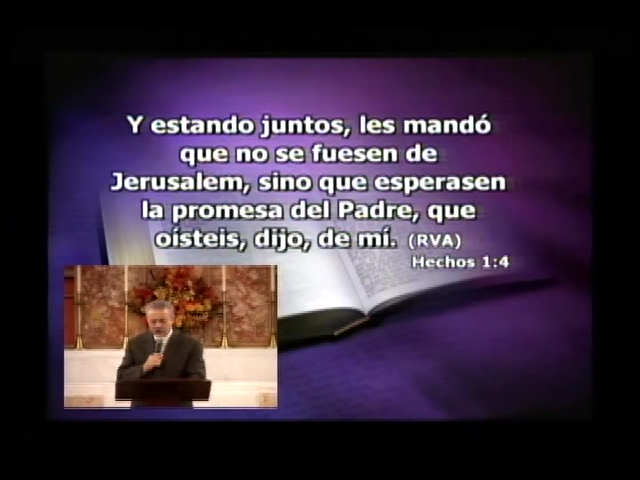 Y estando juntos, les mandó
que no se fuesen de
Jerusalem, sino que esperasen
la promesa del Padre, que
oísteis, dijo, de mí. (RVA)
Hechos 1:4